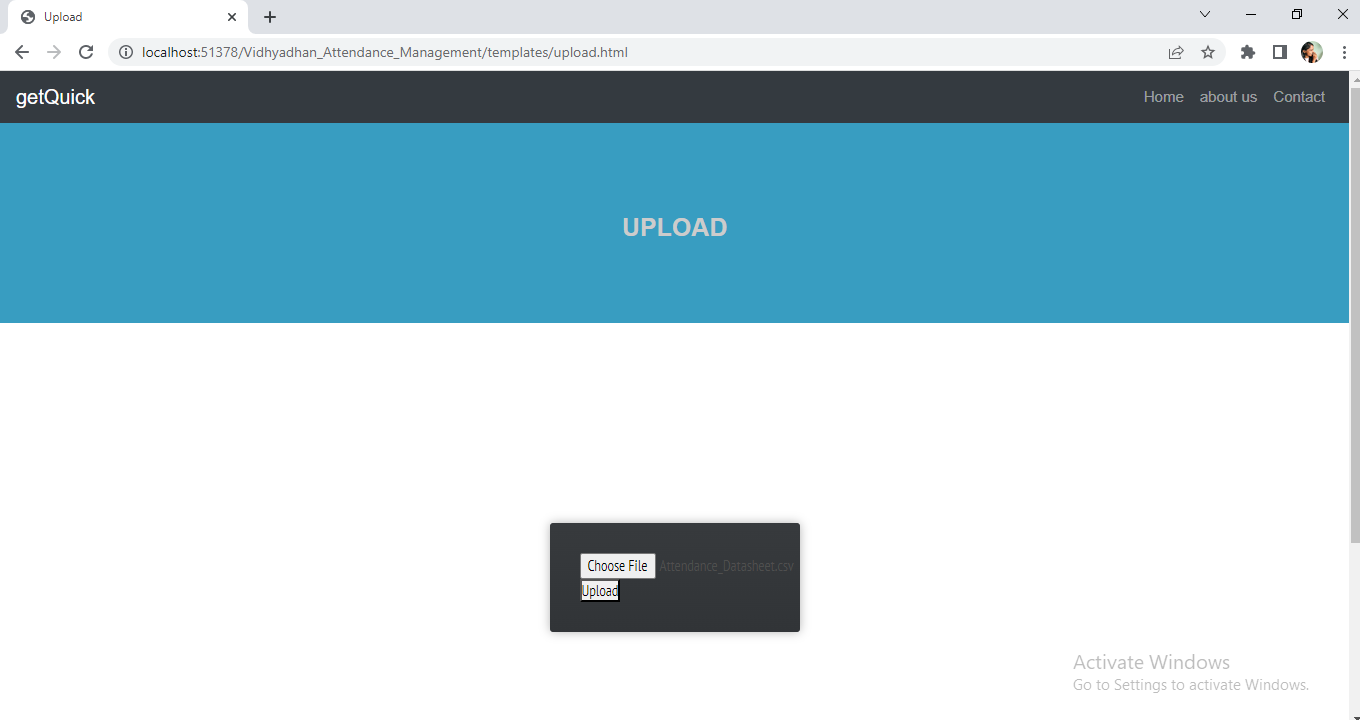 Upload
localhost:51378/Vidhyadhan_Attendance_Management/templates/upload.html
getQuick Home about us Contact
UPLOAD
Choose File Attendance_Datasheet.csv
Upload
Activate Windows
Go to Settings to activate Windows.